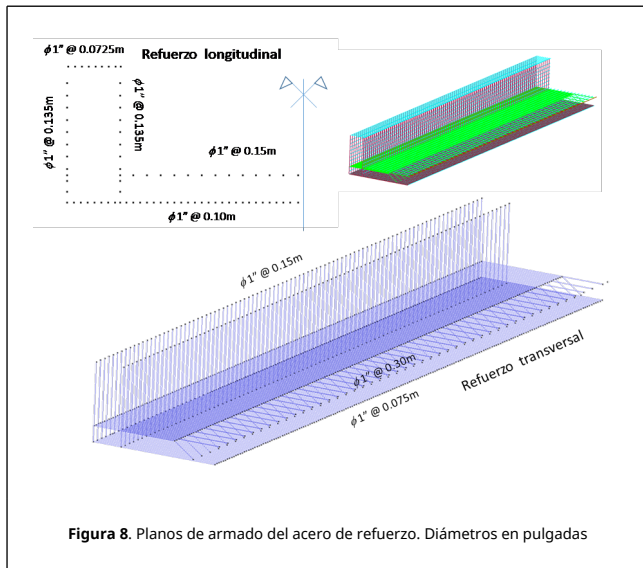 ϕ1” @ 0.0725m
Refuerzo longitudinal
ϕ1” @ 0.135m
ϕ1” @ 0.135m
ϕ1” @ 0.15m
ϕ1” @ 0.10m
ϕ1” @ 0.15m
ϕ1” @ 0.30m
ϕ1” @ 0.075m
Refuerzo transversal
Figura 8. Planos de armado del acero de refuerzo. Diámetros en pulgadas